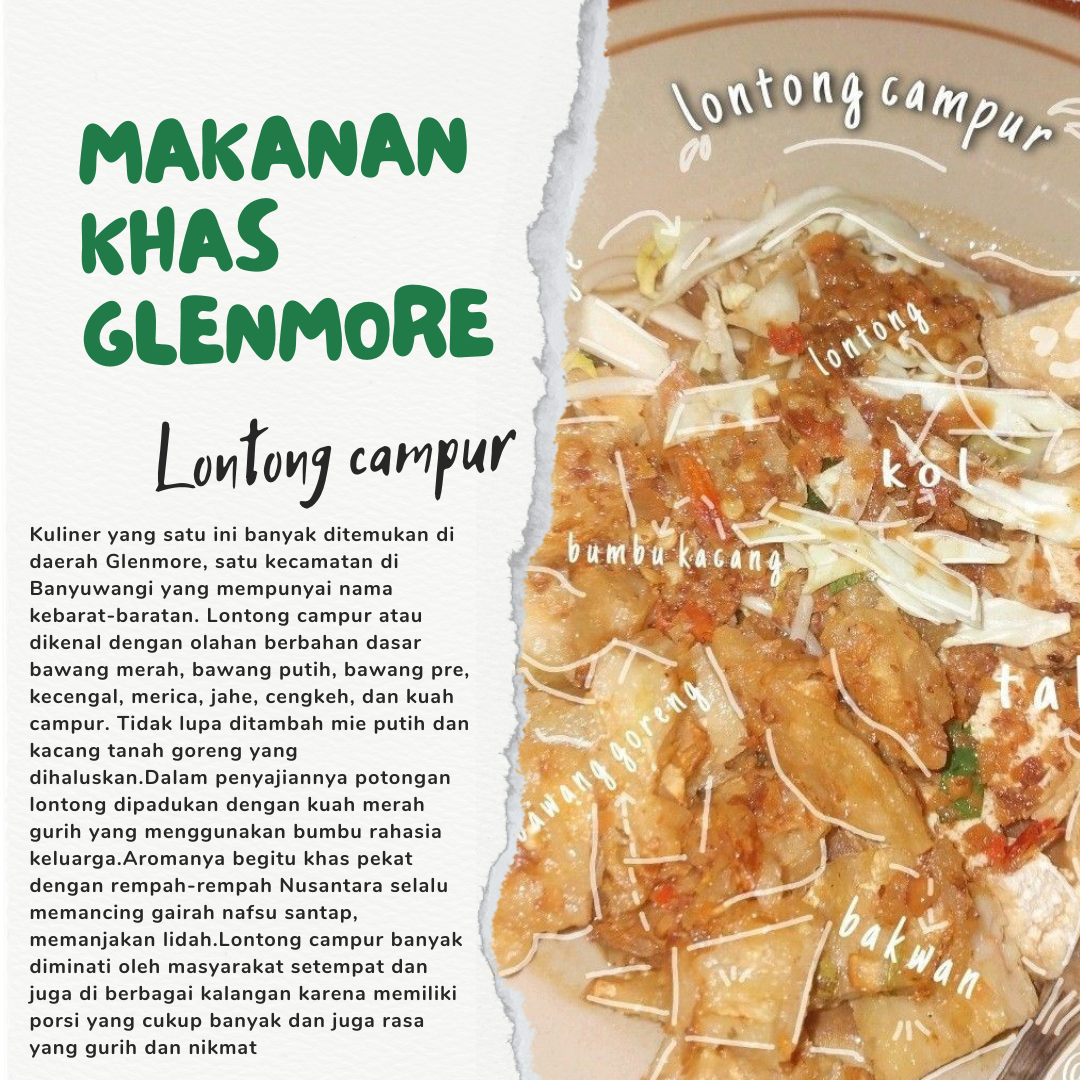 MAKANAN
KHAS
GLENMORE
Lontong campur
Kuliner yang satu ini banyak ditemukan di
daerah Glenmore, satu kecamatan di
Banyuwangi yang mempunyai nama
kebarat-baratan. Lontong campur atau
dikenal dengan olahan berbahan dasar
bawang merah, bawang putih, bawang pre,
kecengal, merica, jahe, cengkeh, dan kuah
campur. Tidak lupa ditambah mie putih dan
kacang tanah goreng yang
dihaluskan.Dalam penyajiannya potongan
lontong dipadukan dengan kuah merah
gurih yang menggunakan bumbu rahasia
keluarga.Aromanya begitu khas pekat
dengan rempah-rempah Nusantara selalu
memancing gairah nafsu santap,
memanjakan lidah.Lontong campur banyak
diminati oleh masyarakat setempat dan
juga di berbagai kalangan karena memiliki
porsi yang cukup banyak dan juga rasa
yang gurih dan nikmat
lontong campur
lontong
kol
bumbu kacang
bawang goreng
bakwan